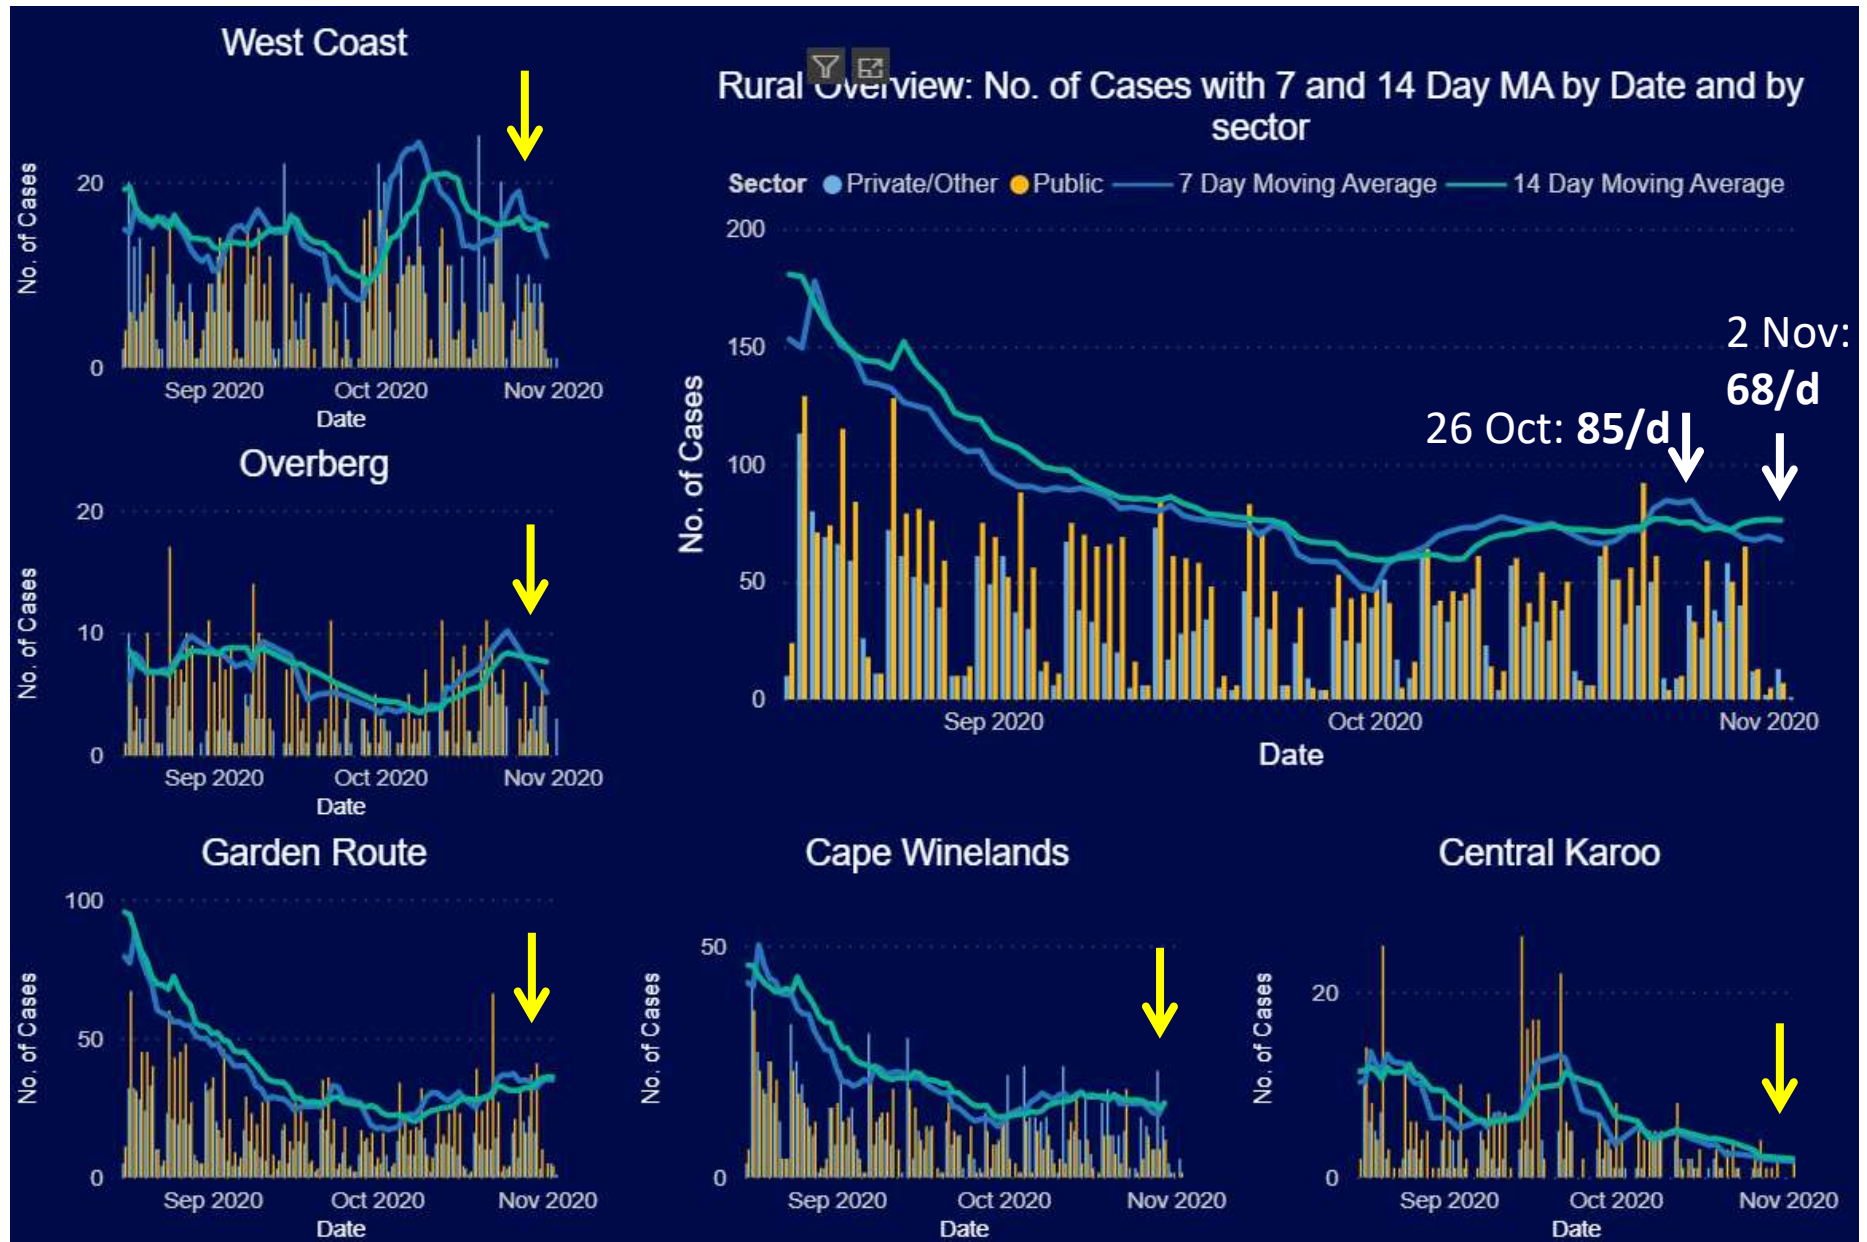 West Coast
No. of Cases
20
0
Sep 2020
Oct 2020
Nov 2020
Date
Rural Overview: No. of Cases with 7 and 14 Day MA by Date and by
sector
Sector Private/Other Public 7 Day Moving Average 14 Day Moving Average
No. of Cases
200
150
100
50
0
2 Nov:
68/d
26 Oct: 85/d
Sep 2020
Oct 2020
Nov 2020
Date
Overberg
No. of Cases
20
10
0
Sep 2020
Oct 2020
Nov 2020
Date
Garden Route
No. of Cases
100
50
0
Sep 2020
Oct 2020
Nov 2020
Date
Cape Winelands
No. of Cases
50
0
Sep 2020
Oct 2020
Nov 2020
Date
Central Karoo
No. of Cases
20
0
Sep 2020
Oct 2020
Nov 2020
Date